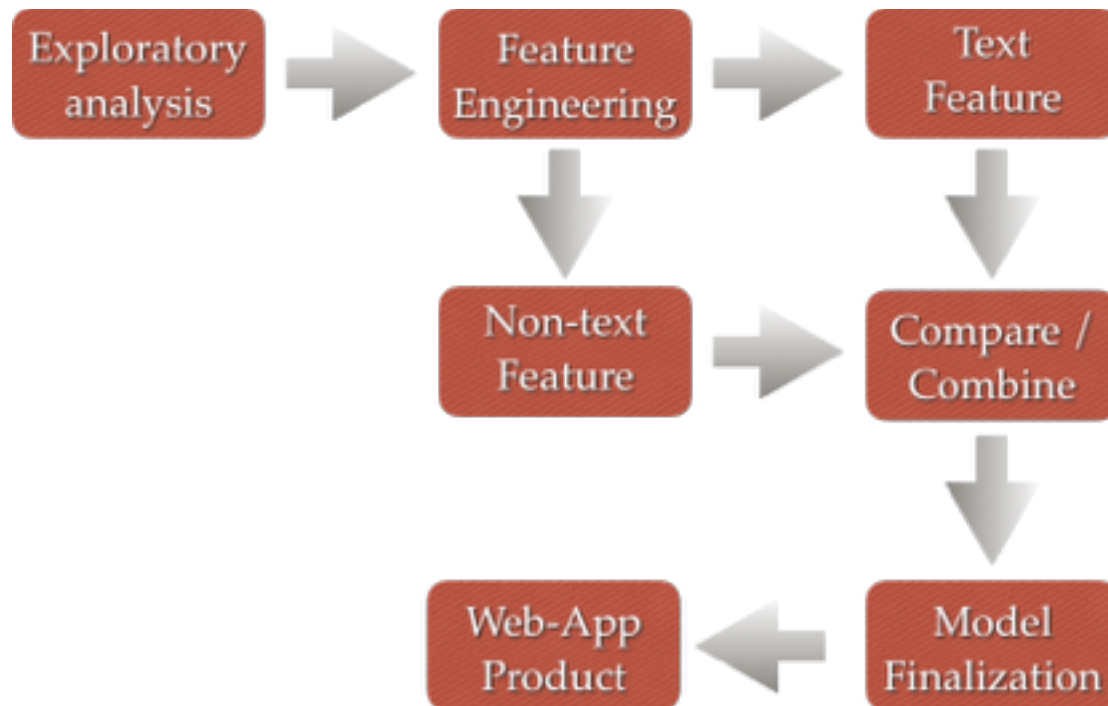 Exploratory
analysis
Feature
Engineering
Text
Feature
Non-text
Feature
Compare /
Combine
Web-App
Product
Model
Finalization